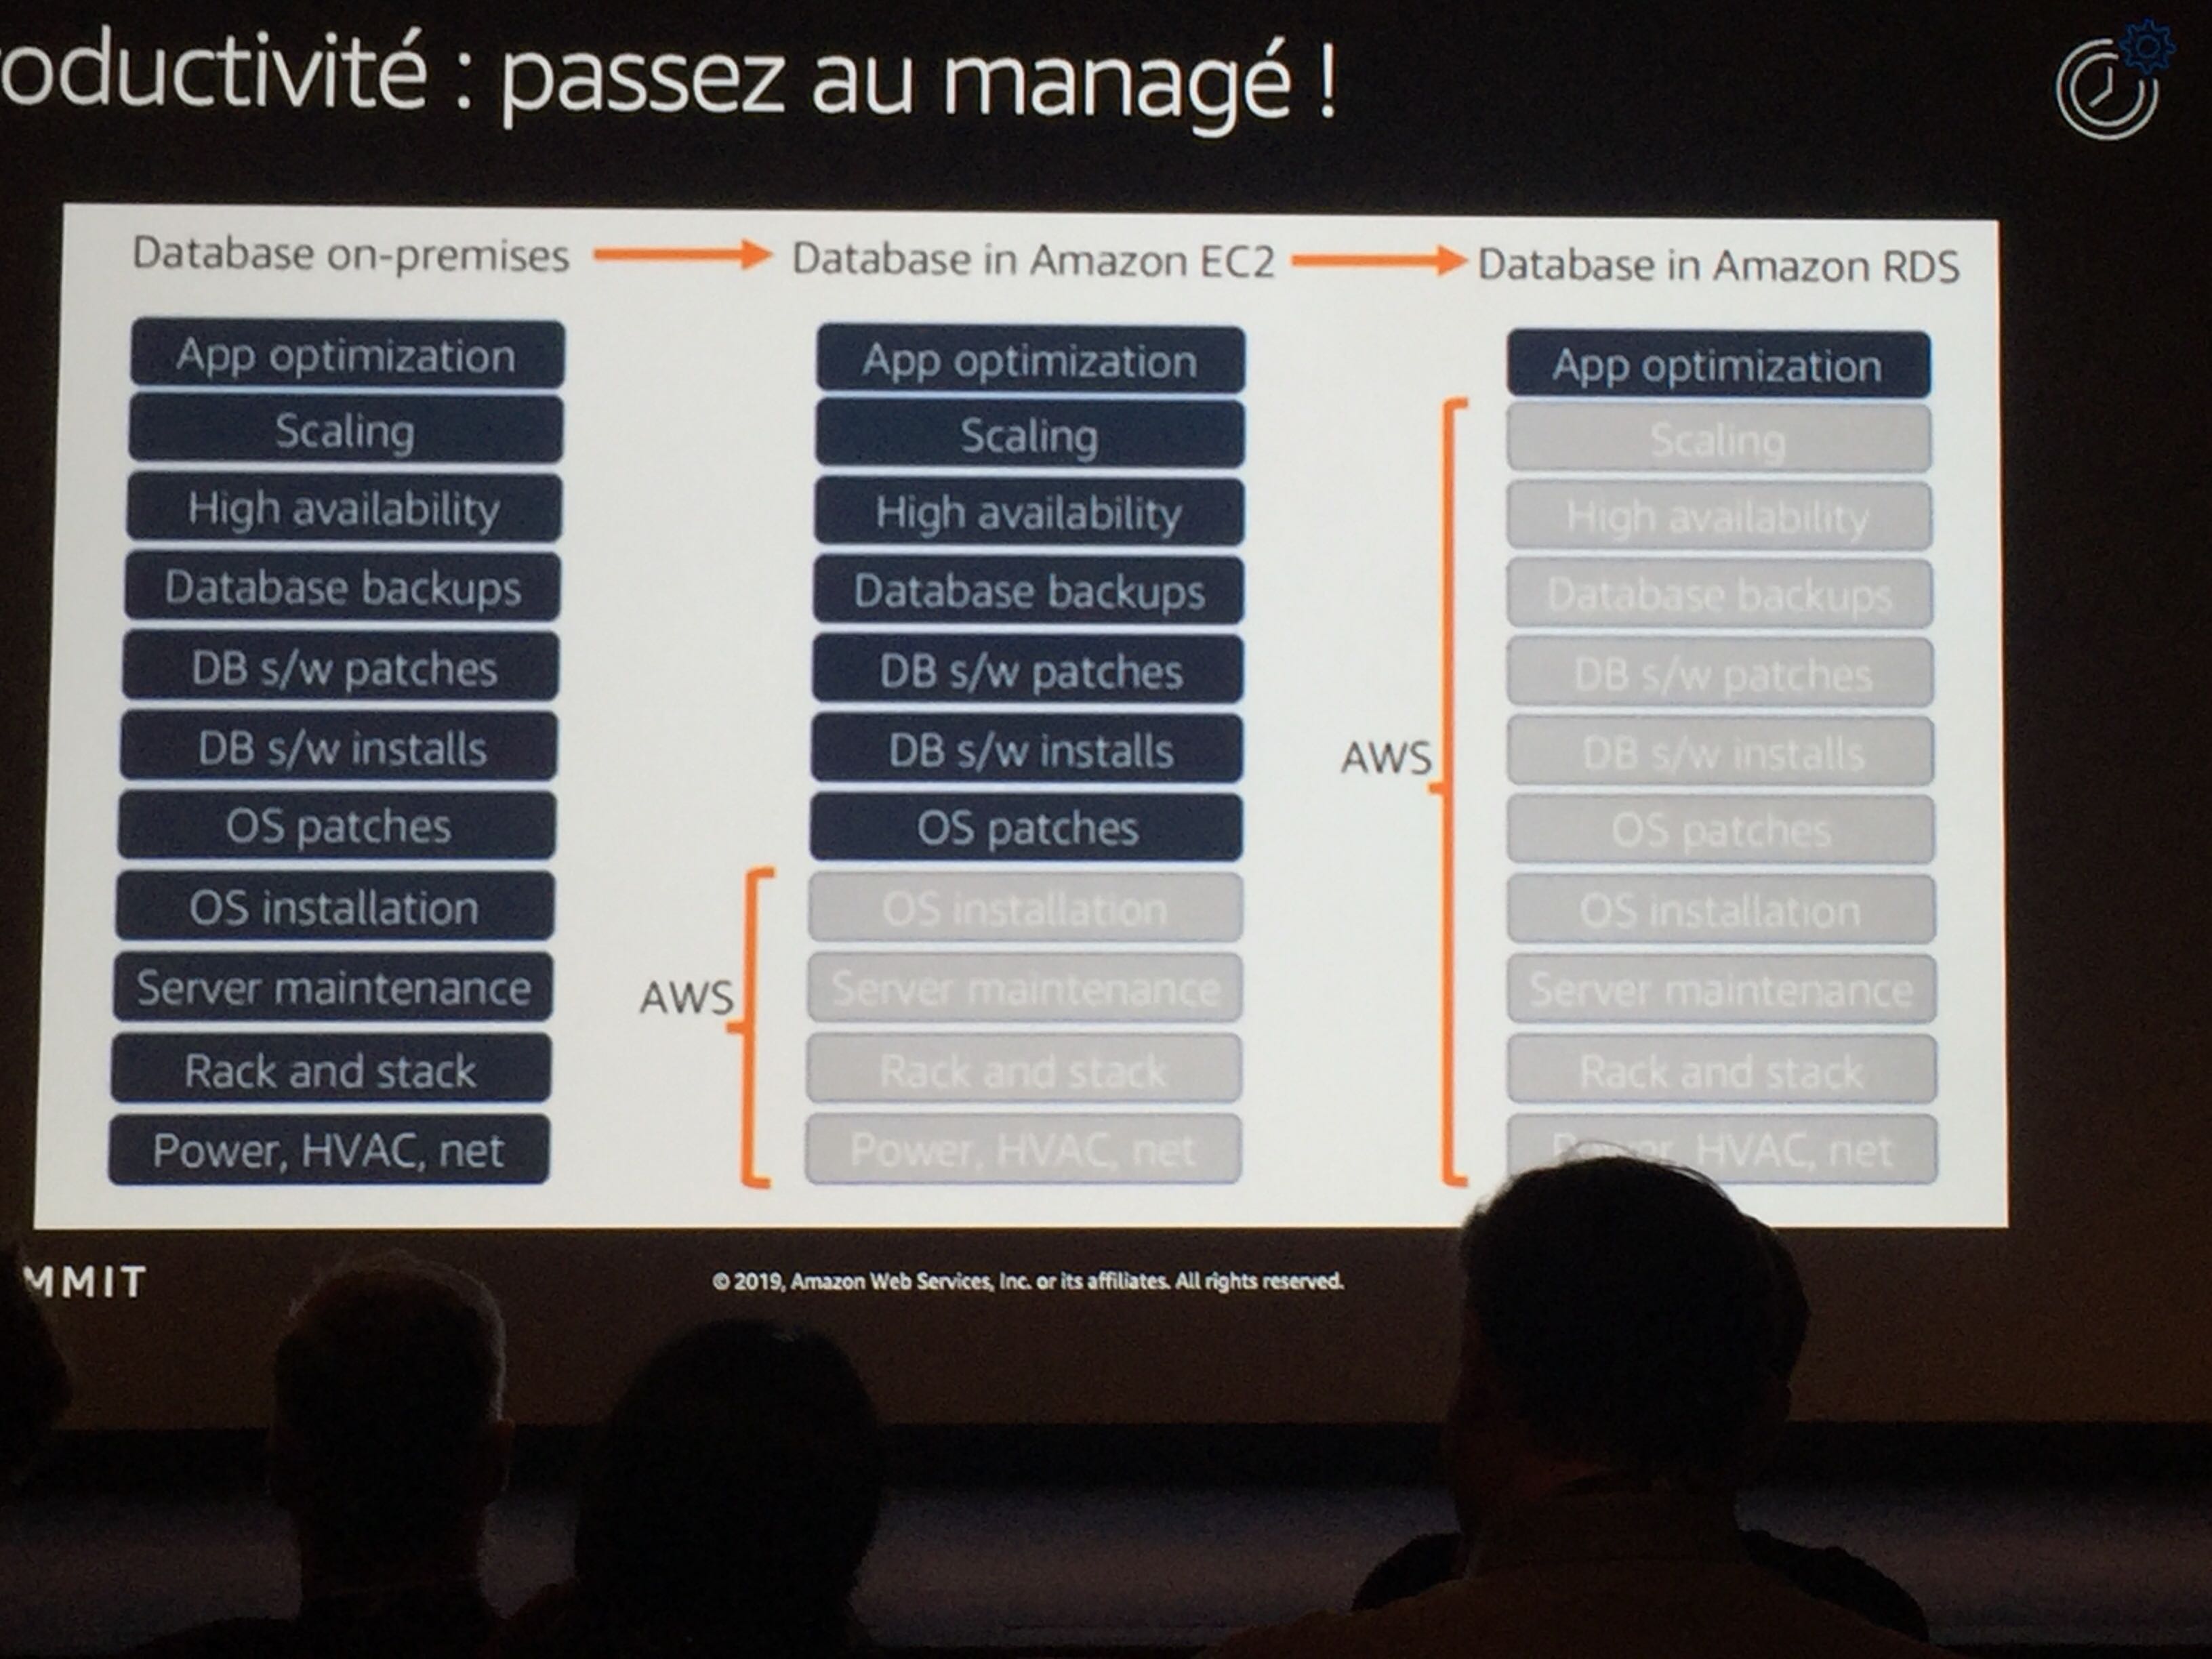 oductivité : passez au managé !
Database on-premises
Database in Amazon EC2
Database in Amazon RDS
App optimization
Scaling
High availability
Database backups
DB s/w patches
DB s/w installs
OS patches
OS installation
Server maintenance
Rack and stack
Power, HVAC, net
AWS
App optimization
Scaling
High availability
Database backups
DB s/w patches
DB s/w installs
OS patches
OS installation
Server maintenance
Rack and stack
Power, HVAC, net
AWS
App optimization
Scaling
High availability
Database backups
DB s/w patches
DB s/w installs
OS patches
OS installation
Server maintenance
Rack and stack
Power, HVAC, net
MMIT
© 2019, Amazon Web Services, Inc. or its affiliates. All rights reserved.